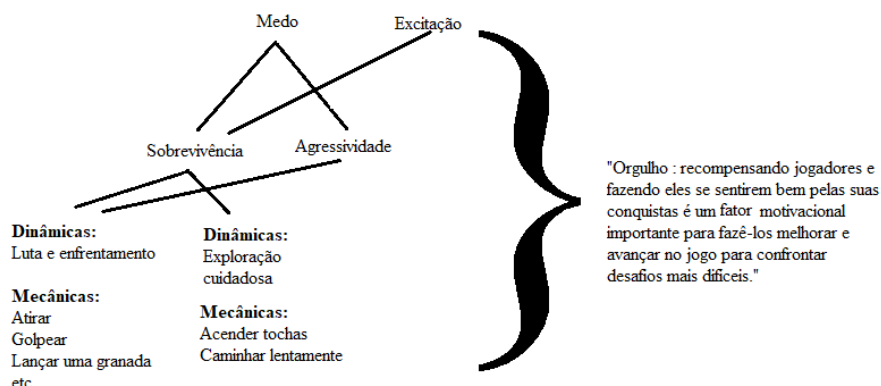 Medo
Excitação
Sobrevivência
Agressividade
Dinâmicas:
Luta e enfrentamento
Mecânicas:
Atirar
Golpear
Lançar uma granada
etc
Dinâmicas:
Exploração
cuidadosa
Mecânicas:
Acender tochas
Caminhar lentamente
"Orgulho : recompensando jogadores e
fazendo eles se sentirem bem pelas suas
conquistas é um fator motivacional
importante para fazê-los melhorar e
avançar no jogo para confrontar
desafios mais difíceis."